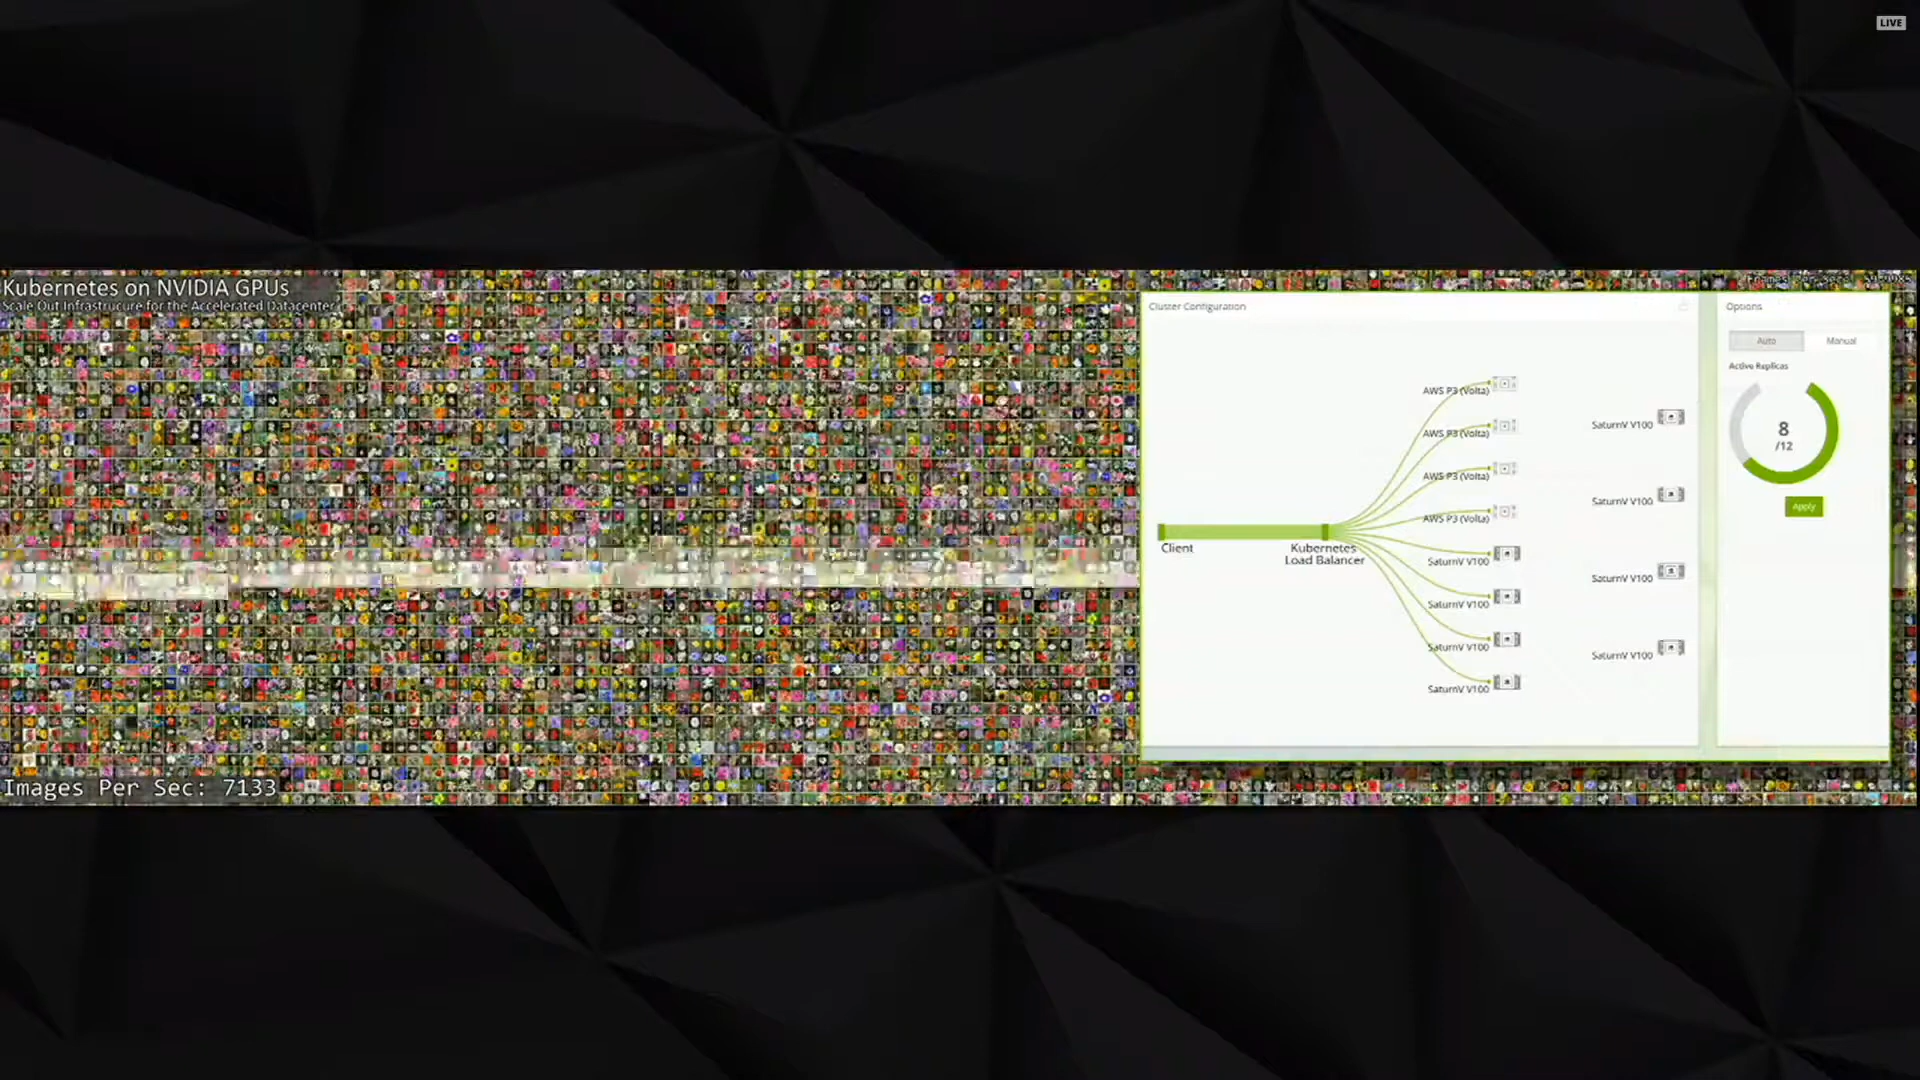 LIVE
Kubernetes on NVIDIA GPUs
Scale Out Infrastrucure for the Accelerated Datacenter
Cluster Configuration
Options
Auto
Manual
Active Replicas
8
/12
Apply
AWS P3 (Volta)
AWS P3 (Volta)
AWS P3 (Volta)
AWS P3 (Volta)
SaturnV V100
SaturnV V100
SaturnV V100
SaturnV V100
SaturnV V100
SaturnV V100
SaturnV V100
SaturnV V100
Client
Kubernetes
Load Balancer
Images Per Sec: 7133